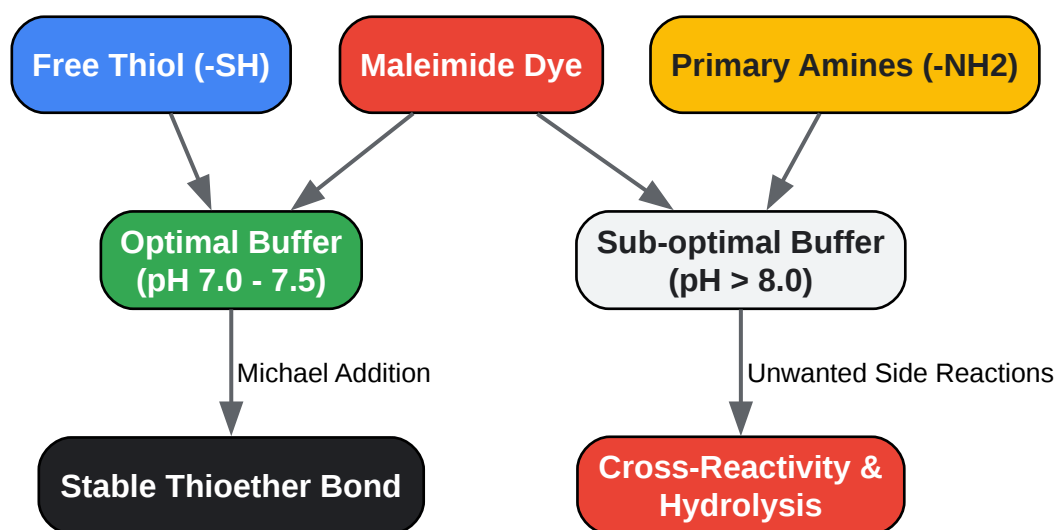 Free Thiol (-SH)
Maleimide Dye
Primary Amines (-NH2)
Optimal Buffer
(pH 7.0 - 7.5)
Sub-optimal Buffer
(pH > 8.0)
Michael Addition
Unwanted Side Reactions
Stable Thioether Bond
Cross-Reactivity &
Hydrolysis